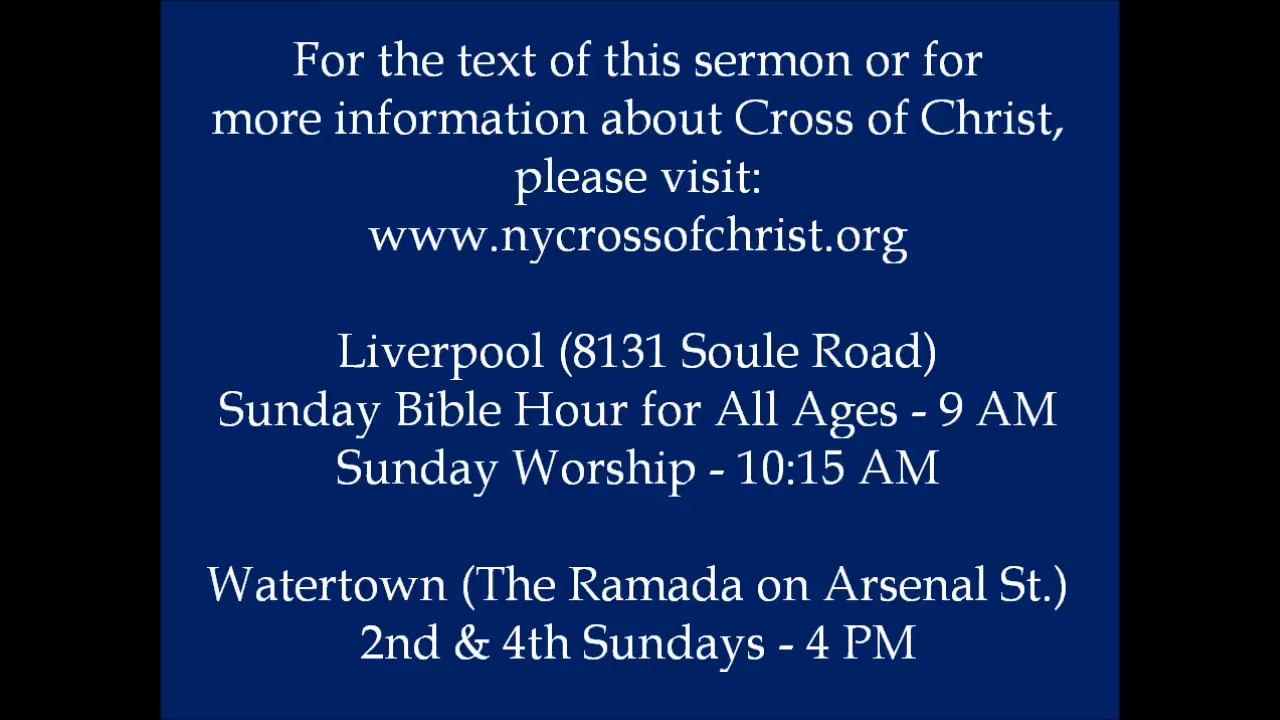 For the text of this sermon or for
more information about Cross of Christ,
please visit:
www.nycrossofchrist.org
Liverpool (8131 Soule Road)
Sunday Bible Hour for All Ages - 9 AM
Sunday Worship - 10:15 AM
Watertown (The Ramada on Arsenal St.)
2nd & 4th Sundays - 4 PM